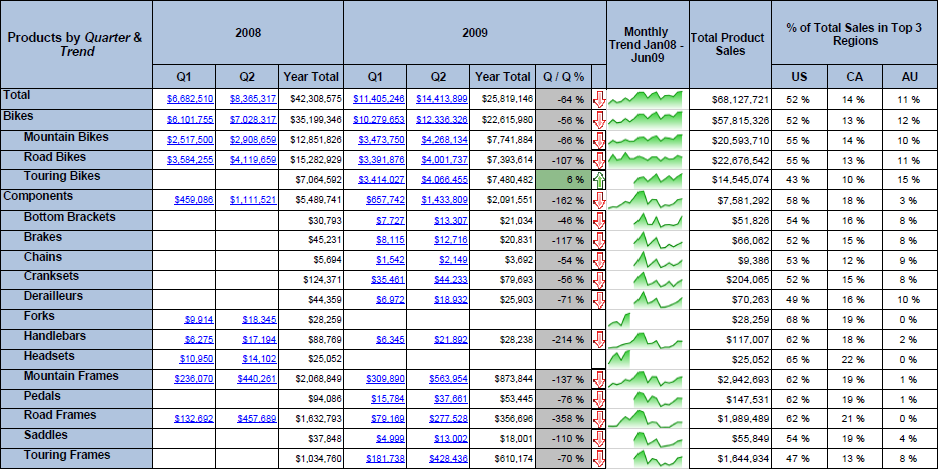 Products by Quarter & Trend 2008 2009 Monthly Trend Jan08 - Jun09 Total Product Sales % of Total Sales in Top 3 Regions
Q1 Q2 Year Total Q1 Q2 Year Total Q / Q % US CA AU
Total $6,682,510 $8,365,317 $42,308,575 $11,405,246 $14,413,899 $25,819,146 -64 % $68,127,721 52 % 14 % 11 %
Bikes $6,101,755 $7,028,317 $35,199,346 $10,279,653 $12,336,326 $22,615,980 -56 % $57,815,326 52 % 13 % 12 %
Mountain Bikes $2,517,500 $2,908,659 $12,851,826 $3,473,750 $4,268,134 $7,741,884 -66 % $20,593,710 55 % 14 % 10 %
Road Bikes $3,584,255 $4,119,659 $15,282,929 $3,391,876 $4,001,737 $7,393,614 -107 % $22,676,542 55 % 13 % 11 %
Touring Bikes $7,064,592 $3,414,027 $4,066,455 $7,480,482 6 % $14,545,074 43 % 10 % 15 %
Components $459,086 $1,111,521 $5,489,741 $657,742 $1,433,809 $2,091,551 -162 % $7,581,292 58 % 18 % 3 %
Bottom Brackets $30,793 $7,727 $13,307 $21,034 -46 % $51,826 54 % 16 % 8 %
Brakes $45,231 $8,115 $12,716 $20,831 -117 % $66,062 52 % 15 % 8 %
Chains $5,694 $1,542 $2,149 $3,692 -54 % $9,386 53 % 12 % 9 %
Cranksets $124,371 $35,461 $44,233 $79,693 -56 % $204,065 52 % 15 % 8 %
Derailleurs $44,359 $6,972 $18,932 $25,903 -71 % $70,263 49 % 16 % 10 %
Forks $9,914 $18,345 $28,259 $28,259 68 % 19 % 0 %
Handlebars $6,275 $17,194 $88,769 $6,345 $21,892 $28,238 -214 % $117,007 62 % 18 % 2 %
Headsets $10,950 $14,102 $25,052 $25,052 65 % 22 % 0 %
Mountain Frames $236,070 $440,261 $2,068,849 $309,890 $563,954 $873,844 -137 % $2,942,693 62 % 19 % 1 %
Pedals $94,086 $15,784 $37,661 $53,445 -76 % $147,531 62 % 19 % 1 %
Road Frames $132,692 $457,689 $1,632,793 $79,169 $277,528 $356,696 -358 % $1,989,489 62 % 21 % 0 %
Saddles $37,848 $4,999 $13,002 $18,001 -110 % $55,849 54 % 19 % 4 %
Touring Frames $1,034,760 $181,738 $428,436 $610,174 -70 % $1,644,934 47 % 13 % 8 %